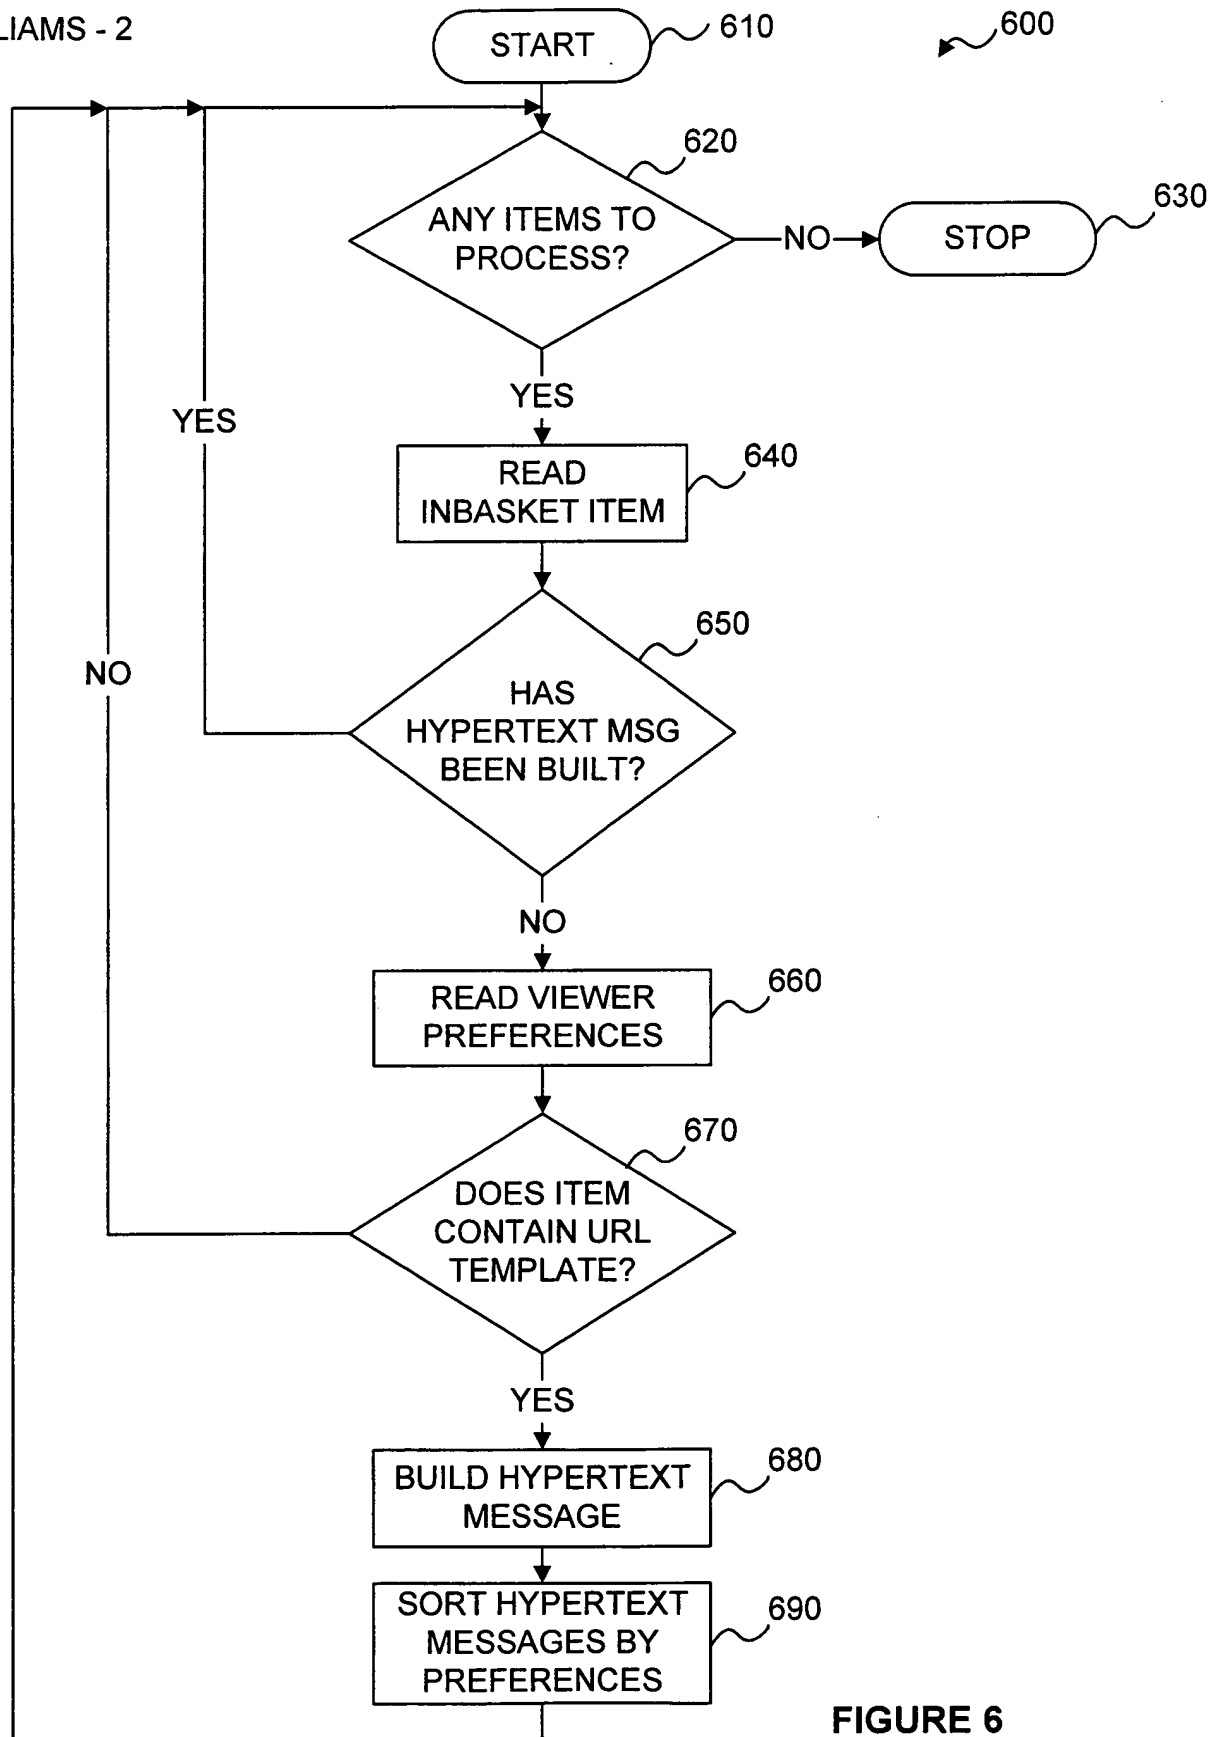 LIAMS - 2
START
610
600
620
ANY ITEMS TO
PROCESS?
NO
STOP
630
YES
YES
READ
INBASKET ITEM
640
650
HAS
HYPERTEXT MSG
BEEN BUILT?
NO
NO
READ VIEWER
PREFERENCES
660
670
DOES ITEM
CONTAIN URL
TEMPLATE?
YES
BUILD HYPERTEXT
MESSAGE
680
SORT HYPERTEXT
MESSAGES BY
PREFERENCES
690
FIGURE 6